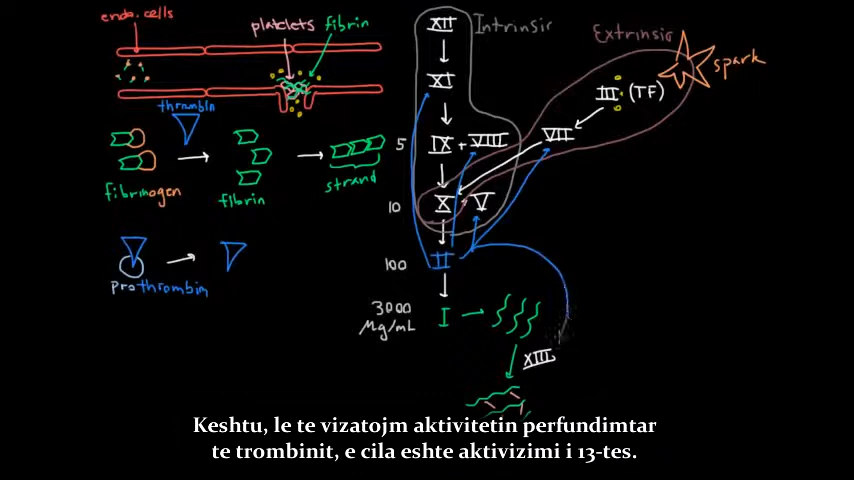 endo. cells
platelets
fibrin
thrombin
fibrinogen
fibrin
strand
prothrombin
XII
Intrinsic
XI
Extrinsic
spark
III (TF)
VII
5
IX + VIII
10
X
V
100
II
3000
Mg/mL
I
XIII
Keshtu, le te vizatojm aktivitetin perfundimtar
te trombinit, e cila eshte aktivizimi i 13-tes.